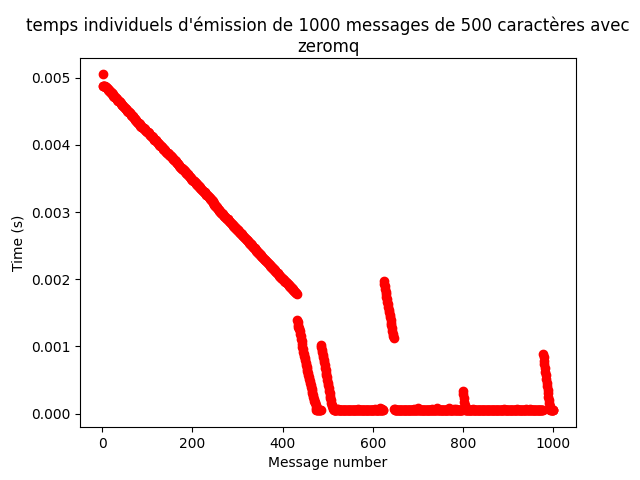 temps individuels d'émission de 1000 messages de 500 caractères avec
zeromq
0.005
0.004
0.003
0.002
0.001
0.000
Time (s)
0 200 400 600 800 1000
Message number